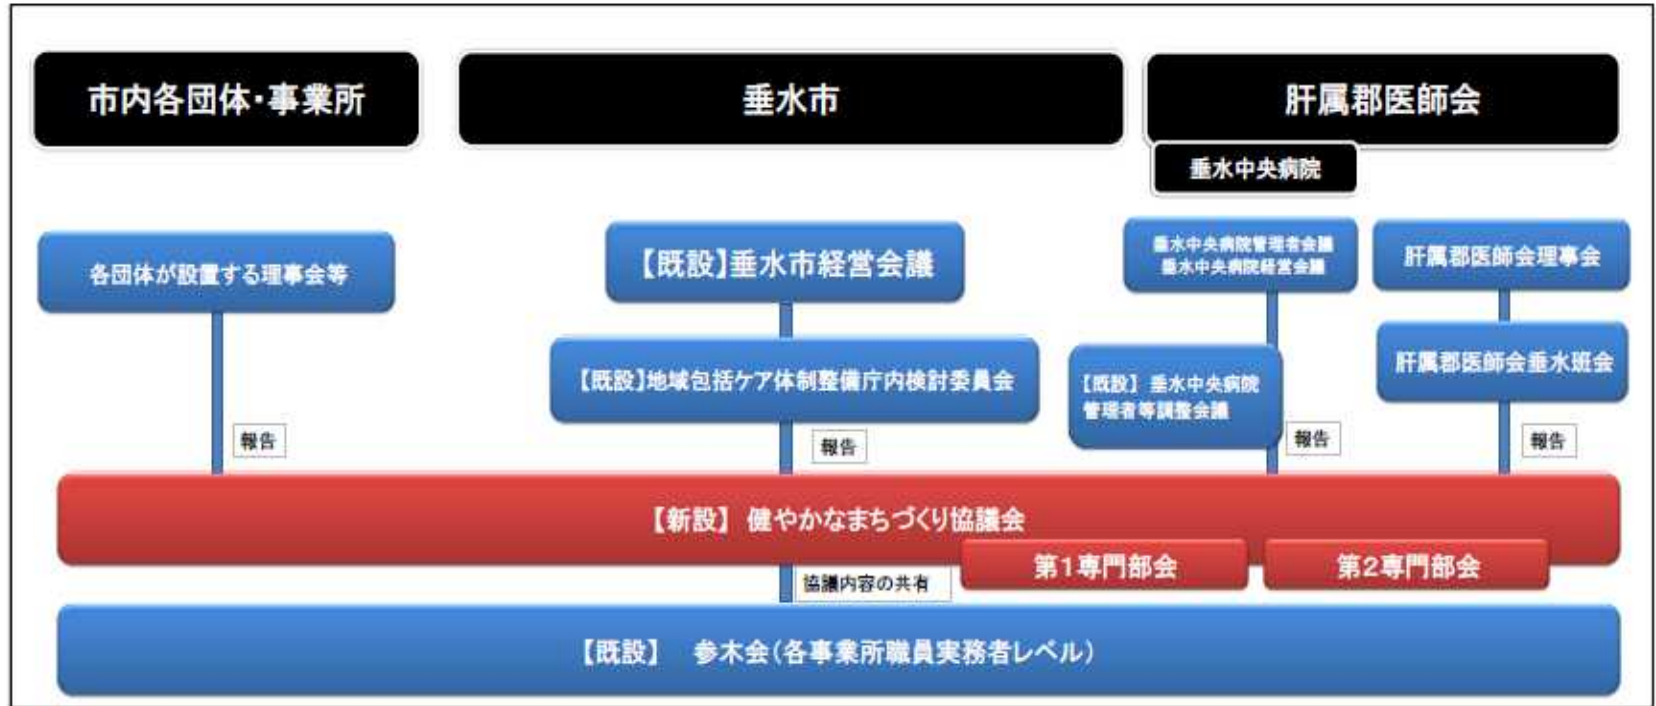 市内各団体・事業所
垂水市
肝属郡医師会
垂水中央病院
各団体が設置する理事会等
【既設】垂水市経営会議
垂水中央病院管理者会議
垂水中央病院経営会議
肝属郡医師会理事会
【既設】地域包括ケア体制整備庁内検討委員会
【既設】 垂水中央病院
管理者等調整会議
肝属郡医師会垂水班会
報告
報告
報告
報告
【新設】 健やかなまちづくり協議会
第1専門部会
第2専門部会
協議内容の共有
【既設】 参木会(各事業所職員実務者レベル)